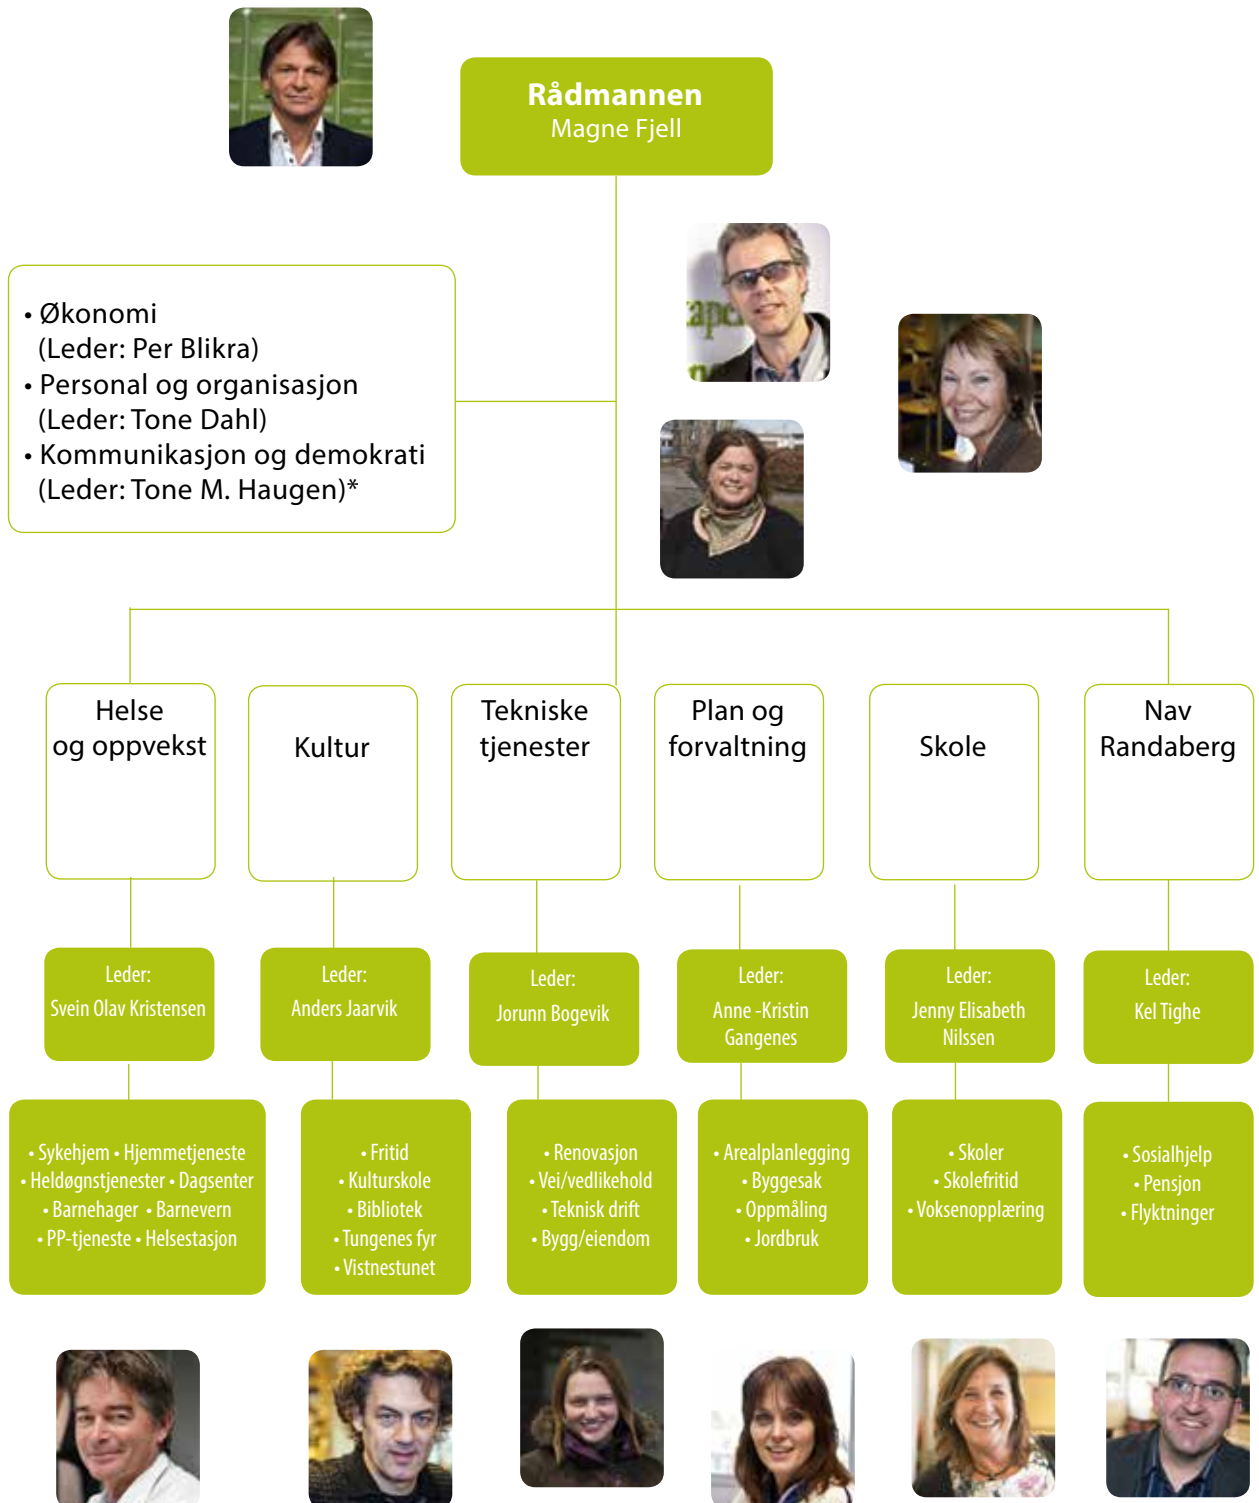 Rådmannen
Magne Fjell
• Økonomi
(Leder: Per Blikra)
• Personal og organisasjon
(Leder: Tone Dahl)
• Kommunikasjon og demokrati
(Leder: Tone M. Haugen)*
Helse
og oppvekst
Kultur
Tekniske
tjenester
Plan og
forvaltning
Skole
Nav
Randaberg
Leder:
Svein Olav Kristensen
Leder:
Anders Jaarvik
Leder:
Jorunn Bogevik
Leder:
Anne -Kristin
Gangenes
Leder:
Jenny Elisabeth
Nilssen
Leder:
Kel Tighe
• Sykehjem • Hjemmetjeneste
• Heldøgnstjenester • Dagsenter
• Barnehager • Barnevern
• PP-tjeneste • Helsestasjon
• Fritid
• Kulturskole
• Bibliotek
• Tungenes fyr
• Vistnestunet
• Renovasjon
• Vei/vedlikehold
• Teknisk drift
• Bygg/eiendom
• Arealplanlegging
• Byggesak
• Oppmåling
• Jordbruk
• Skoler
• Skolefritid
• Voksenopplæring
• Sosialhjelp
• Pensjon
• Flyktninger